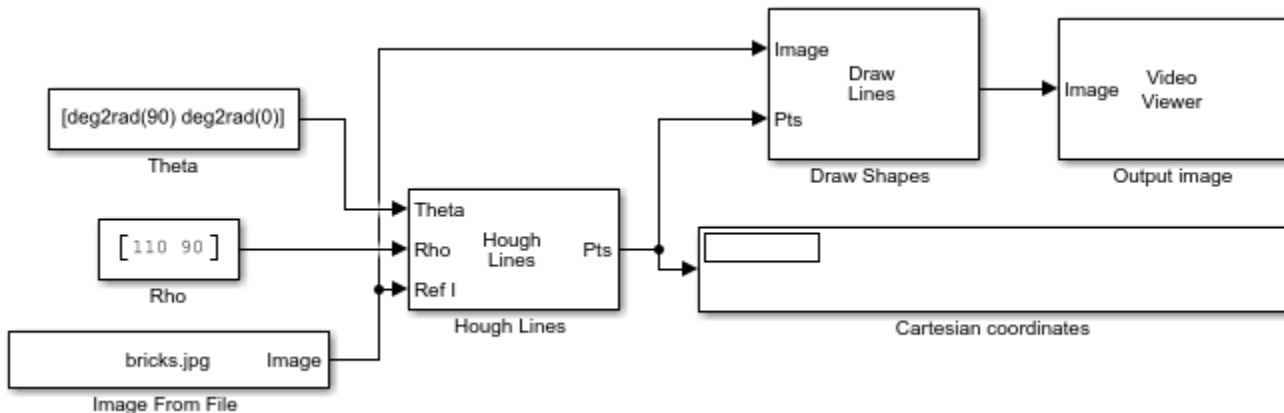 [deg2rad(90) deg2rad(0)]
Theta
[110 90]
Rho
bricks.jpg Image
Image From File
Theta
Rho
Ref I
Hough
Lines
Pts
Hough Lines
Image
Pts
Draw
Lines
Draw Shapes
Image
Video
Viewer
Output image
Cartesian coordinates